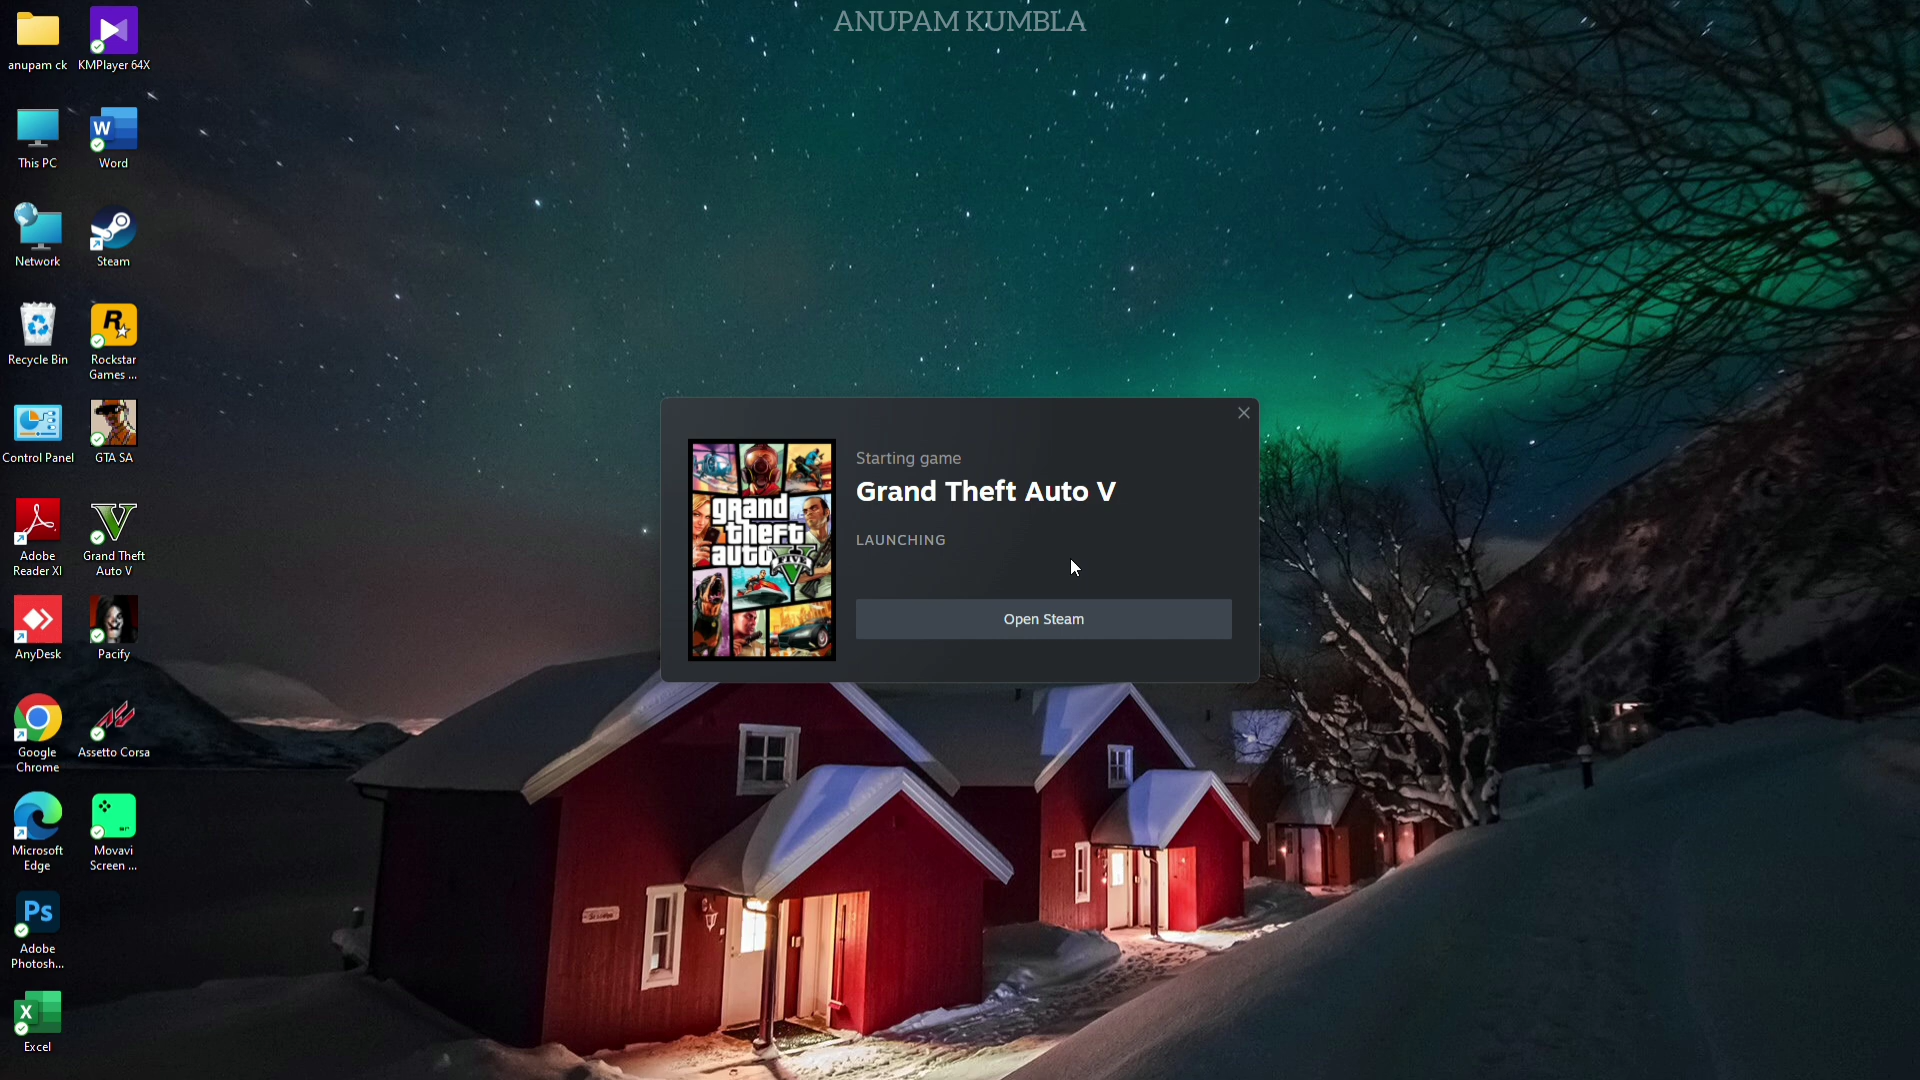 ANUPAM KUMBLA
anupam ck
KMPlayer 64X
This PC
Word
Network
Steam
Recycle Bin
Rockstar
Games ...
Control Panel
GTA SA
Adobe
Reader XI
Grand Theft
Auto V
AnyDesk
Pacify
Google
Chrome
Assetto Corsa
Microsoft
Edge
Movavi
Screen ...
Adobe
Photosh...
Excel
Starting game
Grand Theft Auto V
LAUNCHING
Open Steam
grand
theft
auto
FIVE
W
R
Ps
X